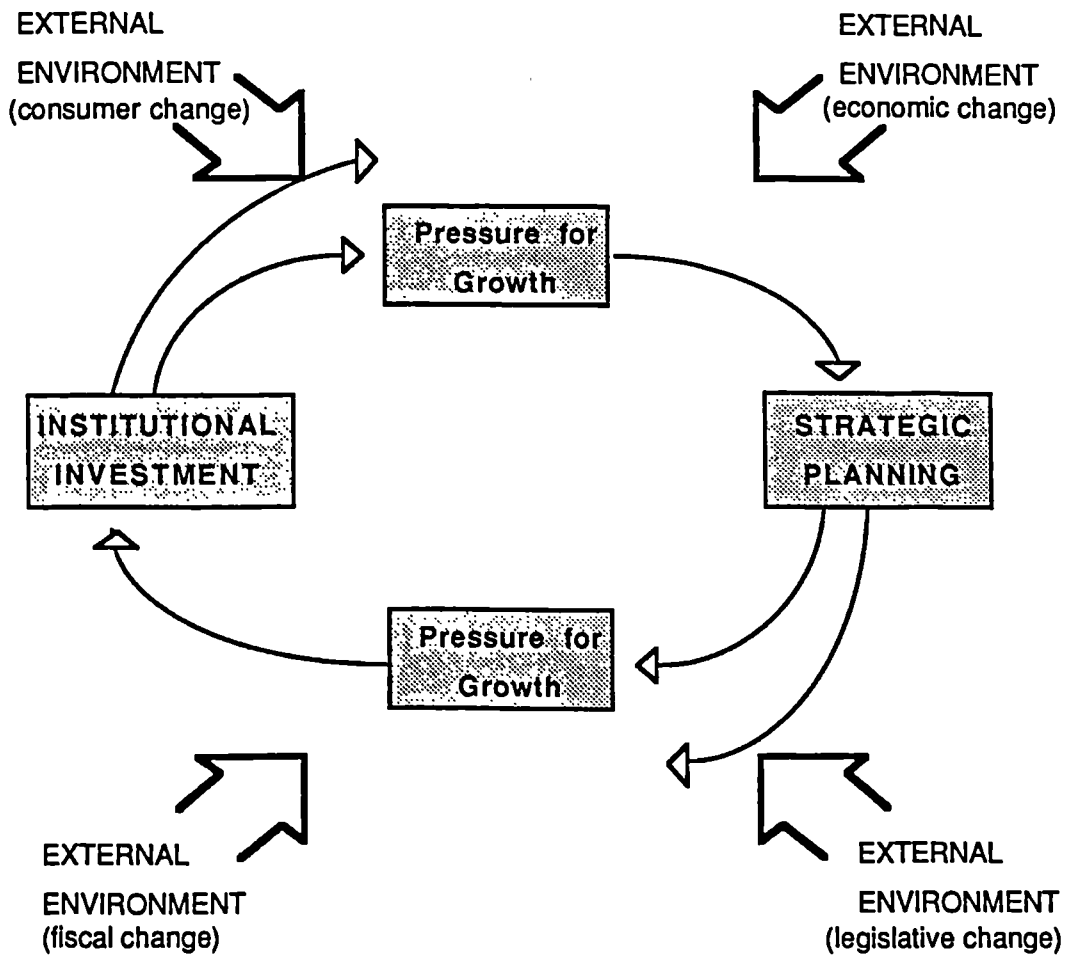 EXTERNAL
ENVIRONMENT
(consumer change)
EXTERNAL
ENVIRONMENT
(economic change)
Pressure for
Growth
INSTITUTIONAL
INVESTMENT
STRATEGIC
PLANNING
Pressure for
Growth
EXTERNAL
ENVIRONMENT
(fiscal change)
EXTERNAL
ENVIRONMENT
(legislative change)